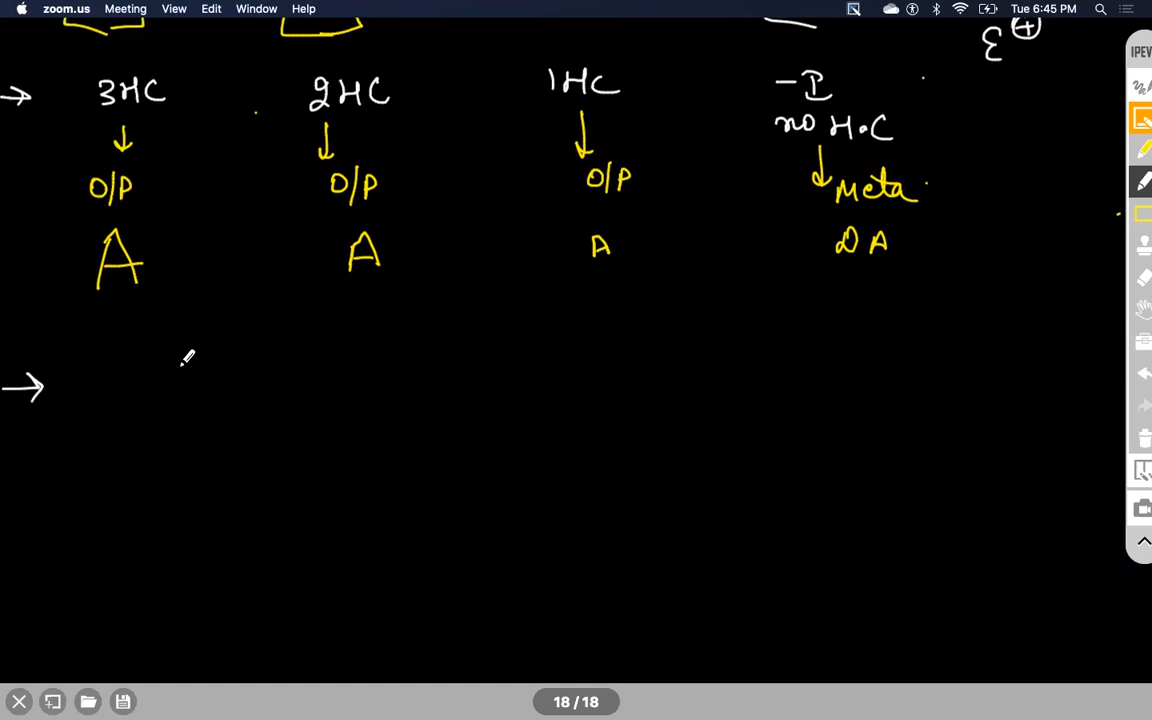 zoom.us Meeting View Edit Window Help Tue 6:45 PM
ε +
IPEV
→ 3HC 2HC 1HC -I
no H.C
↓ ↓ ↓ ↓
O/P O/P O/P Meta
A A A DA
→
18 / 18